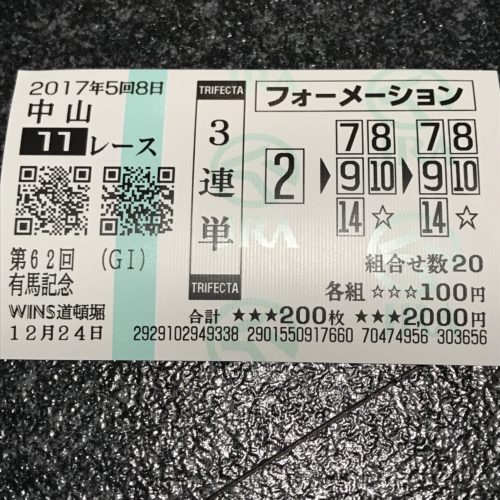 2017年5回8日
中山
11レース
第62回 (GⅠ)
有馬記念
WINS道頓堀
12月24日
TRIFECTA
3連単
TRIFECTA
フォーメーション
2 ▶ 7 8 9 10 14 ☆ ▶ 7 8 9 10 14 ☆
組合せ数20
各組 ☆☆☆100円
合計 ★★★200枚 ★★★2,000円
2929102949338 2901550917660 70474956 303656